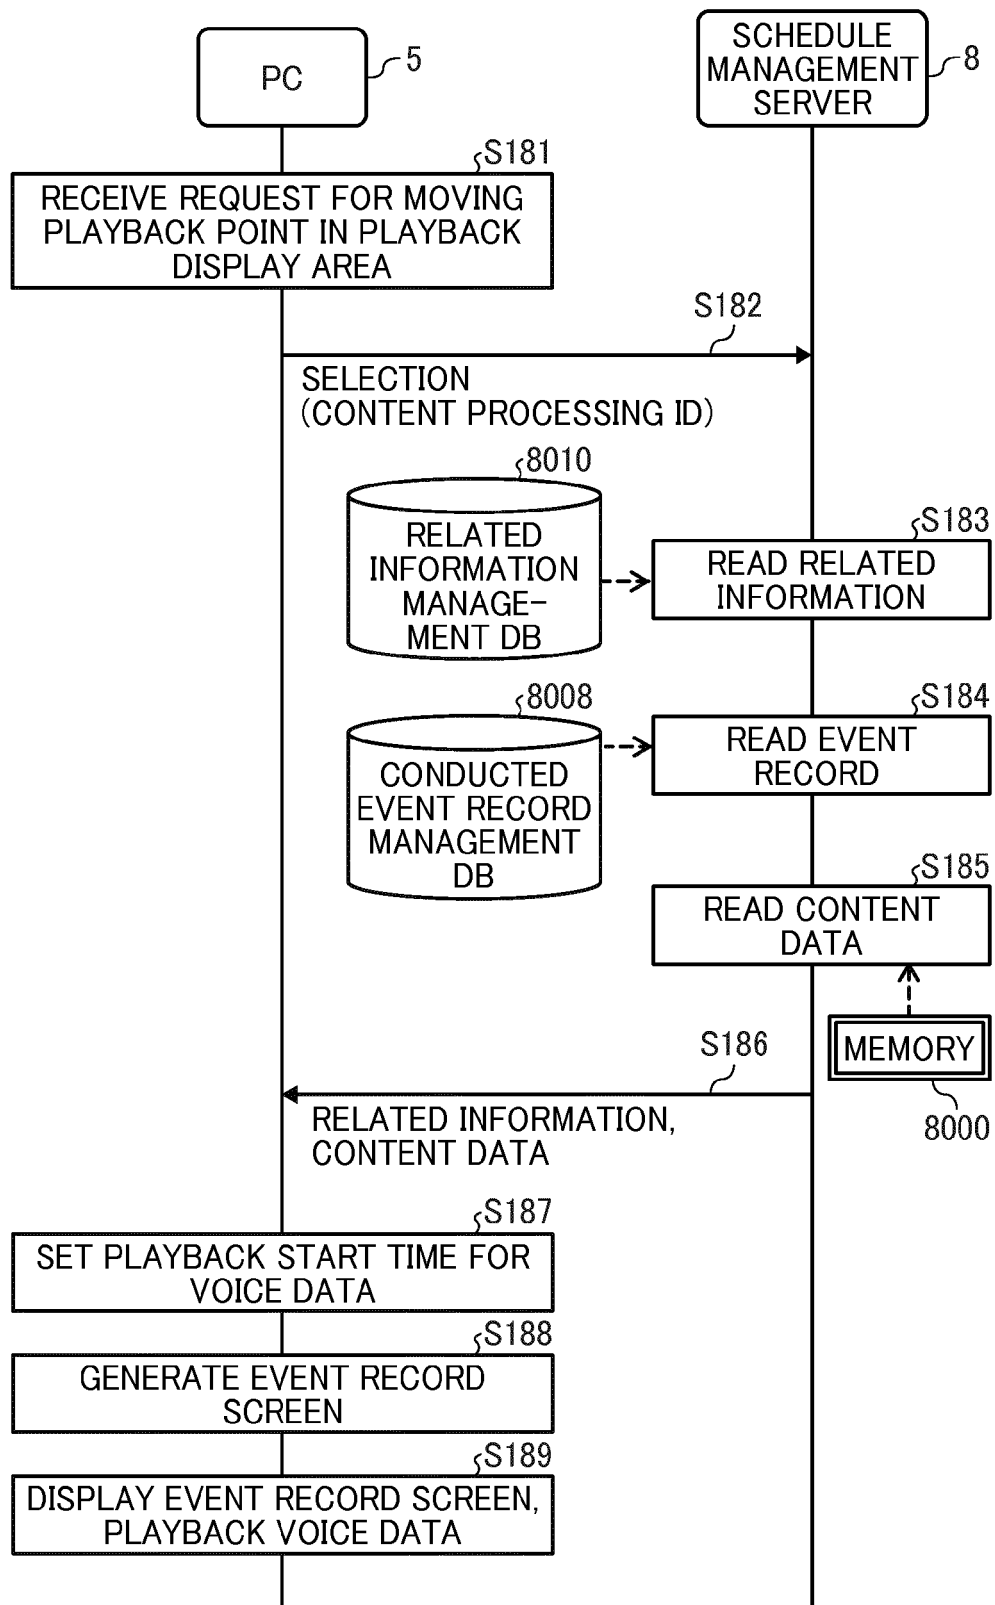 PC
5
SCHEDULE
MANAGEMENT
SERVER
8
S181
RECEIVE REQUEST FOR MOVING
PLAYBACK POINT IN PLAYBACK
DISPLAY AREA
S182
SELECTION
(CONTENT PROCESSING ID)
8010
RELATED
INFORMATION
MANAGE-
MENT DB
S183
READ RELATED
INFORMATION
8008
CONDUCTED
EVENT RECORD
MANAGEMENT
DB
S184
READ EVENT
RECORD
S185
READ CONTENT
DATA
MEMORY
8000
S186
RELATED INFORMATION,
CONTENT DATA
S187
SET PLAYBACK START TIME FOR
VOICE DATA
S188
GENERATE EVENT RECORD
SCREEN
S189
DISPLAY EVENT RECORD SCREEN,
PLAYBACK VOICE DATA